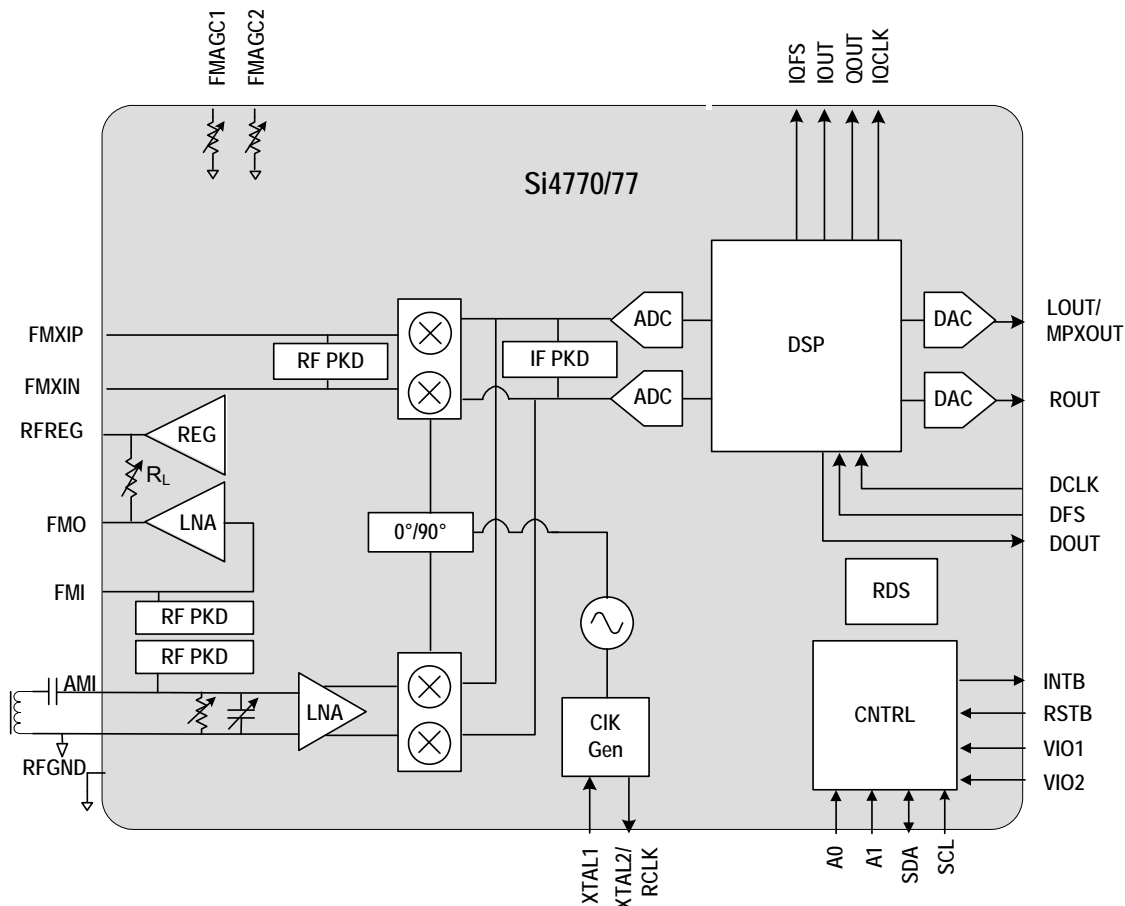 FMAGC1
FMAGC2
IQFS
IOUT
QOUT
IQCLK
Si4770/77
FMXIP
RF PKD
IF PKD
ADC
DSP
DAC
LOUT/
MPXOUT
FMXIN
ADC
DAC
ROUT
RFREG
REG
RL
FMO
LNA
0°/90°
DCLK
DFS
DOUT
FMI
RF PKD
RF PKD
RDS
AMI
LNA
RFGND
ClK
Gen
CNTRL
INTB
RSTB
VIO1
VIO2
XTAL1
XTAL2/
RCLK
A0
A1
SDA
SCL